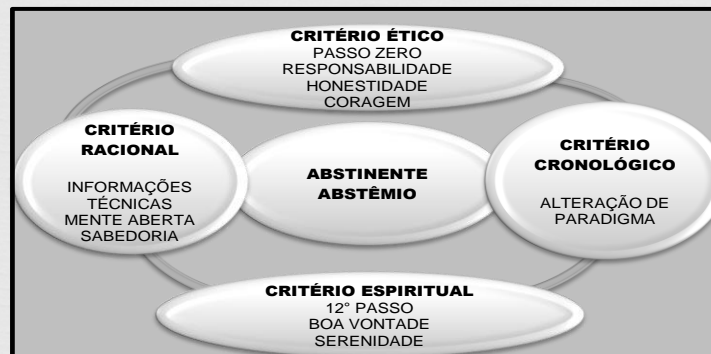 CRITÉRIO ÉTICO
PASSO ZERO
RESPONSABILIDADE
HONESTIDADE
CORAGEM
CRITÉRIO
RACIONAL
INFORMAÇÕES
TÉCNICAS
MENTE ABERTA
SABEDORIA
ABSTINENTE
ABSTÊMIO
CRITÉRIO
CRONOLÓGICO
ALTERAÇÃO DE
PARADIGMA
CRITÉRIO ESPIRITUAL
12° PASSO
BOA VONTADE
SERENIDADE